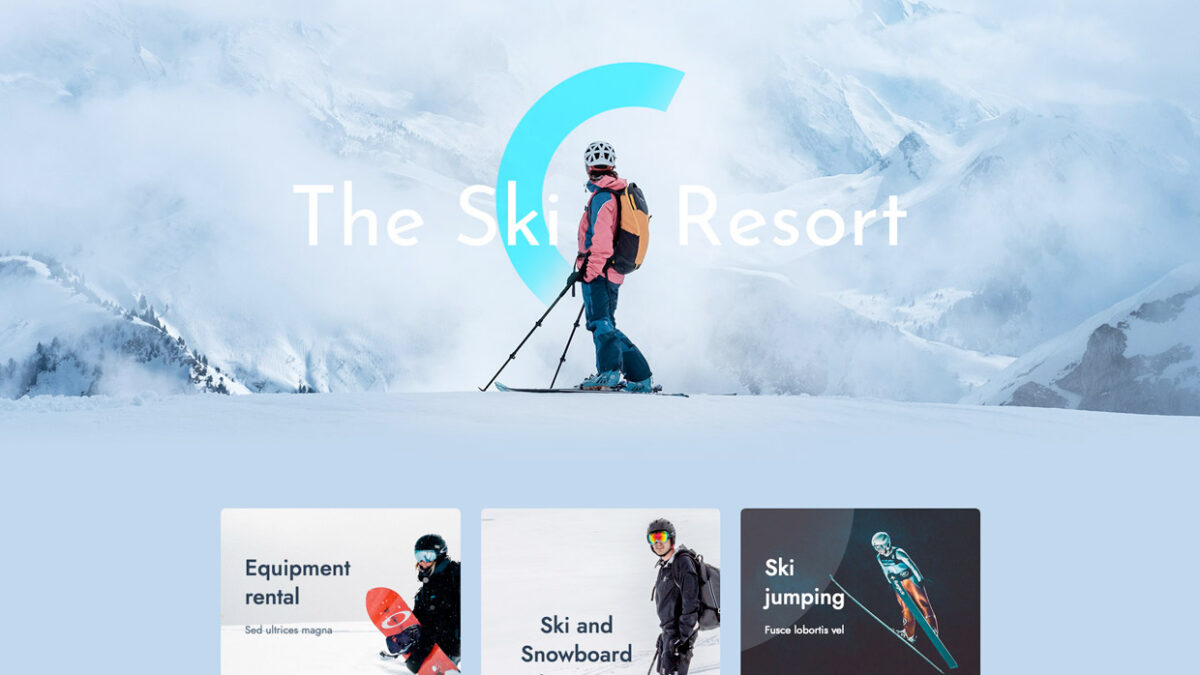 The Ski Resort
Equipment
rental
Sed ultrices magna
Ski and
Snowboard
Ski
jumping
Fusce lobortis vel